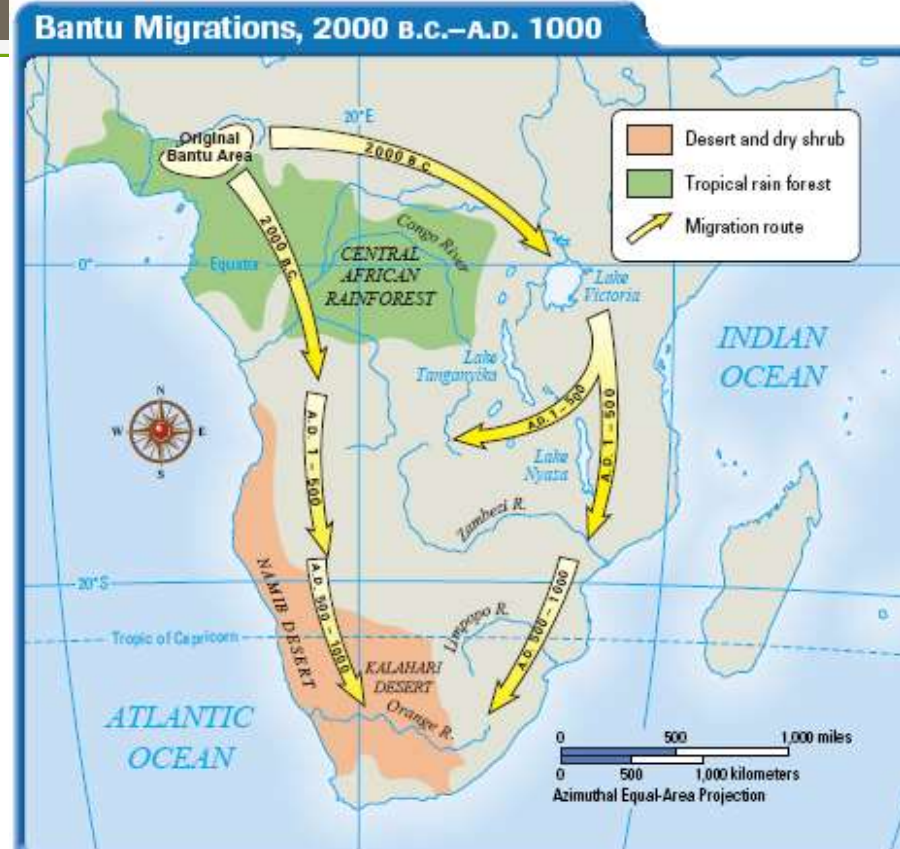 Bantu Migrations, 2000 B.C.–A.D. 1000
20°E
Original
Bantu Area
2000 B.C.
Desert and dry shrub
Tropical rain forest
Migration route
2000 B.C.
Congo River
CENTRAL
AFRICAN
RAINFOREST
0°
Equator
Lake
Victoria
INDIAN
OCEAN
Lake
Tanganyika
N
W
E
S
A.D. 1 – 500
A.D. 1 – 500
A.D. 1 – 500
Lake
Nyasa
Zambezi R.
20°S
NAMIB DESERT
A.D. 500 – 1000
A.D. 500 – 1000
Limpopo R.
Tropic of Capricorn
KALAHARI
DESERT
Orange R.
ATLANTIC
OCEAN
0 500 1,000 miles
0 500 1,000 kilometers
Azimuthal Equal-Area Projection